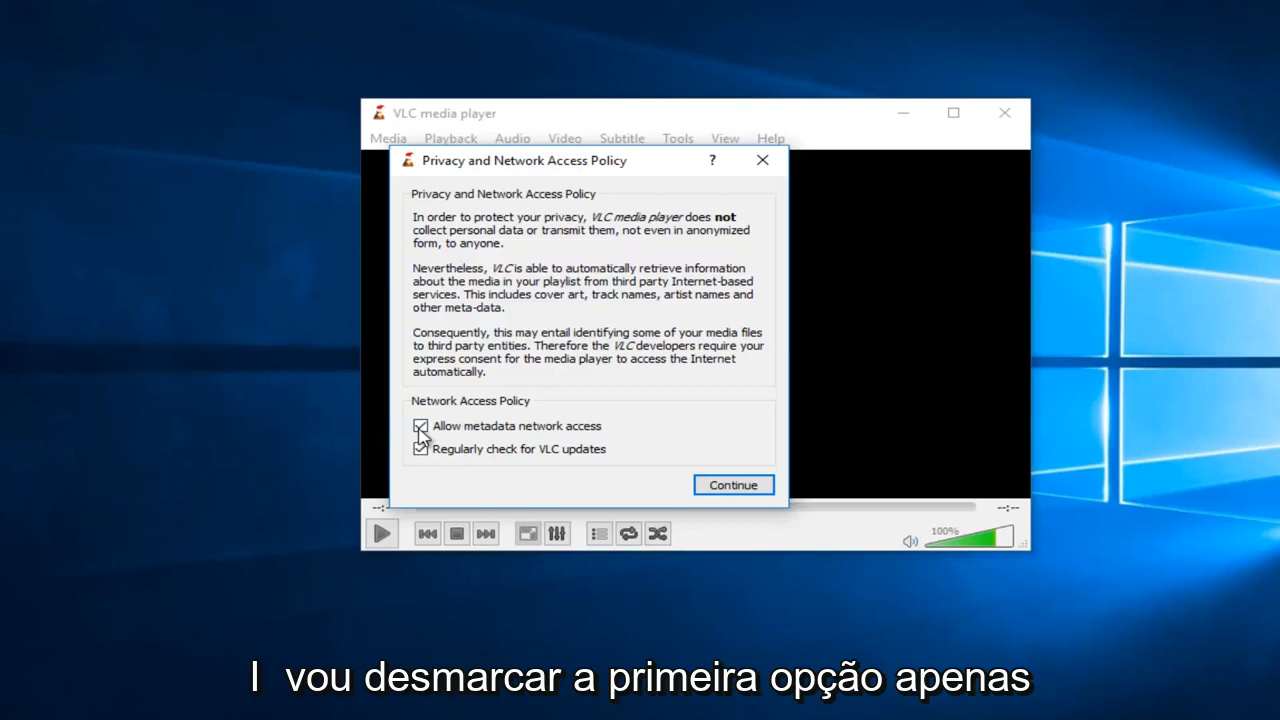 VLC media player
Media Playback Audio Video Subtitle Tools View Help
Privacy and Network Access Policy ?
Privacy and Network Access Policy
In order to protect your privacy, VLC media player does not
collect personal data or transmit them, not even in anonymized
form, to anyone.
Nevertheless, VLC is able to automatically retrieve information
about the media in your playlist from third party Internet-based
services. This includes cover art, track names, artist names and
other meta-data.
Consequently, this may entail identifying some of your media files
to third party entities. Therefore the VLC developers require your
express consent for the media player to access the Internet
automatically.
Network Access Policy
Allow metadata network access
Regularly check for VLC updates
Continue
--:-- --:--
100%
I vou desmarcar a primeira opção apenas